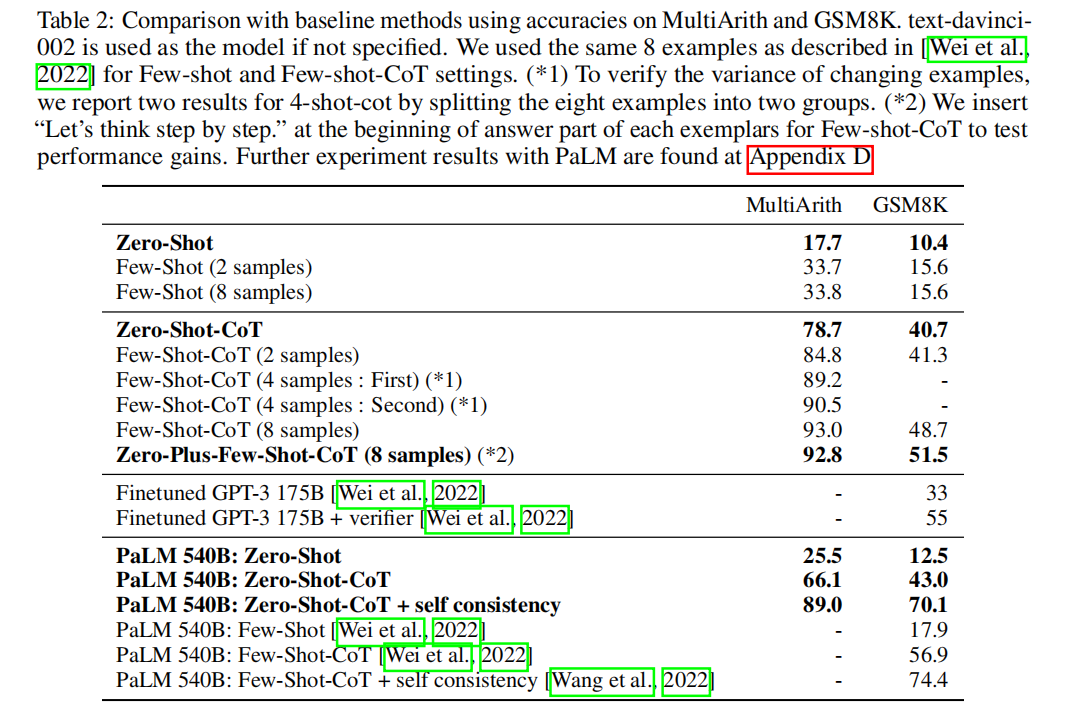 Table 2: Comparison with baseline methods using accuracies on MultiArith and GSM8K. text-davinci-
002 is used as the model if not specified. We used the same 8 examples as described in [Wei et al.,
2022] for Few-shot and Few-shot-CoT settings. (*1) To verify the variance of changing examples,
we report two results for 4-shot-cot by splitting the eight examples into two groups. (*2) We insert
“Let’s think step by step.” at the beginning of answer part of each exemplars for Few-shot-CoT to test
performance gains. Further experiment results with PaLM are found at Appendix D
MultiArith GSM8K
Zero-Shot 17.7 10.4
Few-Shot (2 samples) 33.7 15.6
Few-Shot (8 samples) 33.8 15.6
Zero-Shot-CoT 78.7 40.7
Few-Shot-CoT (2 samples) 84.8 41.3
Few-Shot-CoT (4 samples : First) (*1) 89.2 -
Few-Shot-CoT (4 samples : Second) (*1) 90.5 -
Few-Shot-CoT (8 samples) 93.0 48.7
Zero-Plus-Few-Shot-CoT (8 samples) (*2) 92.8 51.5
Finetuned GPT-3 175B [Wei et al., 2022] - 33
Finetuned GPT-3 175B + verifier [Wei et al., 2022] - 55
PaLM 540B: Zero-Shot 25.5 12.5
PaLM 540B: Zero-Shot-CoT 66.1 43.0
PaLM 540B: Zero-Shot-CoT + self consistency 89.0 70.1
PaLM 540B: Few-Shot [Wei et al., 2022] - 17.9
PaLM 540B: Few-Shot-CoT [Wei et al., 2022] - 56.9
PaLM 540B: Few-Shot-CoT + self consistency [Wang et al., 2022] - 74.4